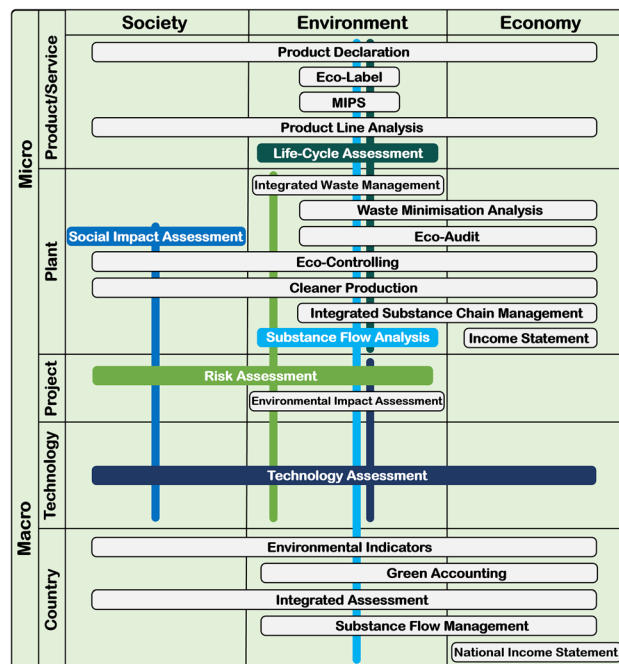 Society Environment Economy
Micro
Product/Service
Product Declaration
Eco-Label
MIPS
Product Line Analysis
Life-Cycle Assessment
Plant
Integrated Waste Management
Waste Minimisation Analysis
Social Impact Assessment
Eco-Audit
Eco-Controlling
Cleaner Production
Integrated Substance Chain Management
Substance Flow Analysis
Income Statement
Project
Risk Assessment
Environmental Impact Assessment
Macro
Technology
Technology Assessment
Country
Environmental Indicators
Green Accounting
Integrated Assessment
Substance Flow Management
National Income Statement